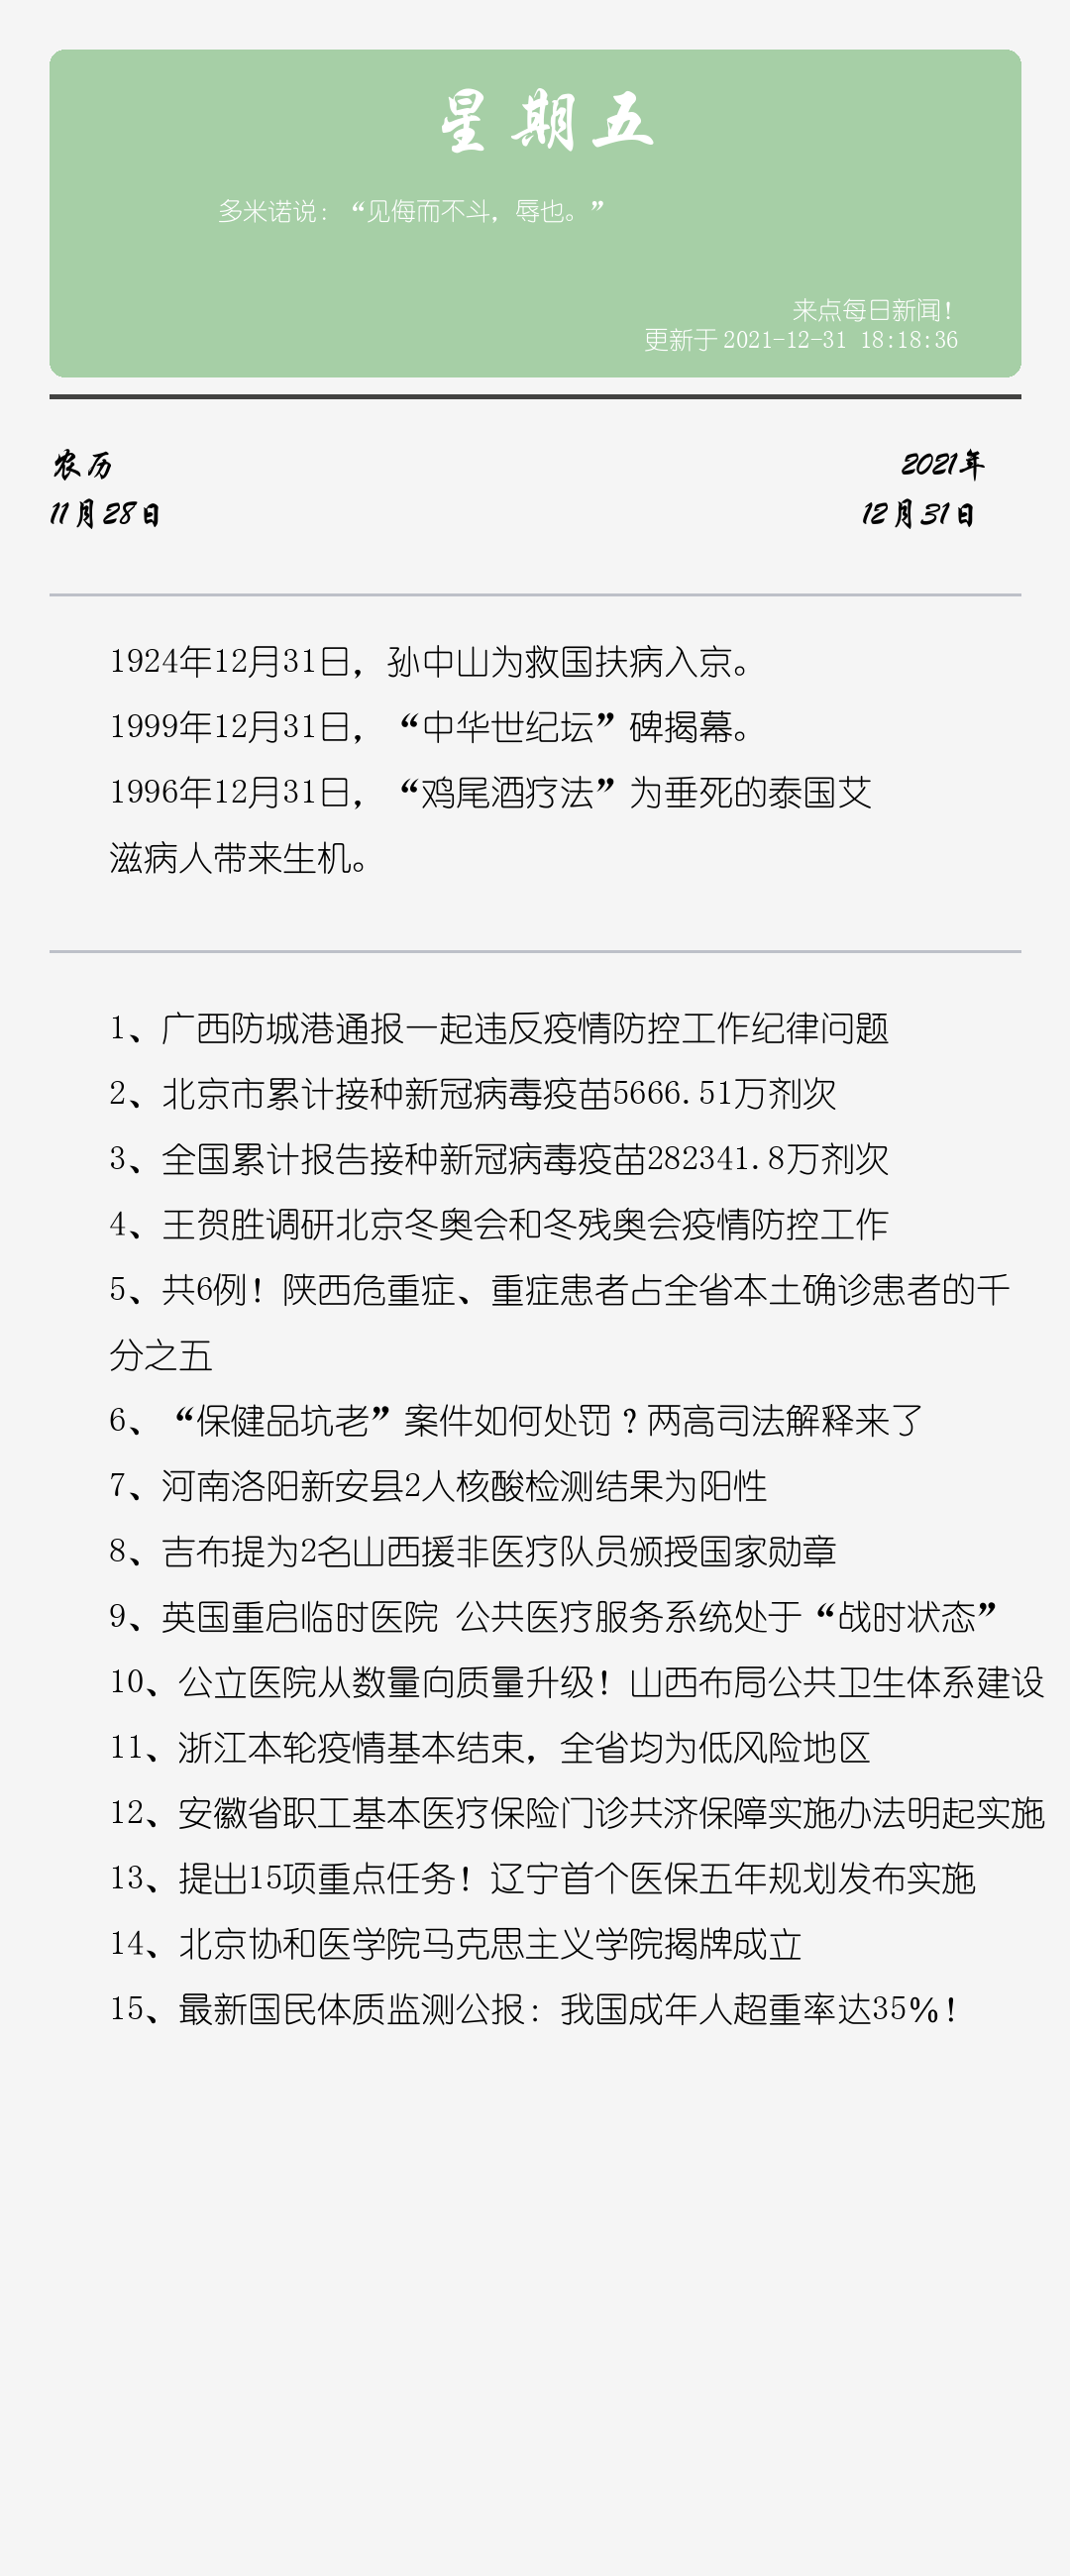 星期五
多米诺说：“见侮而不斗，辱也。”
来点每日新闻！
更新于2021-12-31 18:18:36
农历
2021年
11月28日
12月31日
1924年12月31日，孙中山为救国扶病入京。
1999年12月31日，“中华世纪坛”碑揭幕。
1996年12月31日，“鸡尾酒疗法”为垂死的泰国艾
滋病人带来生机。
1、广西防城港通报一起违反疫情防控工作纪律问题
2、北京市累计接种新冠病毒疫苗5666.51万剂次
3、全国累计报告接种新冠病毒疫苗282341.8万剂次
4、王贺胜调研北京冬奥会和冬残奥会疫情防控工作
5、共6例！陕西危重症、重症患者占全省本土确诊患者的千
分之五
6、“保健品坑老”案件如何处罚？两高司法解释来了
7、河南洛阳新安县2人核酸检测结果为阳性
8、吉布提为2名山西援非医疗队员颁授国家勋章
9、英国重启临时医院 公共医疗服务系统处于“战时状态”
10、公立医院从数量向质量升级！山西布局公共卫生体系建设
11、浙江本轮疫情基本结束，全省均为低风险地区
12、安徽省职工基本医疗保险门诊共济保障实施办法明起实施
13、提出15项重点任务！辽宁首个医保五年规划发布实施
14、北京协和医学院马克思主义学院揭牌成立
15、最新国民体质监测公报：我国成年人超重率达35%！